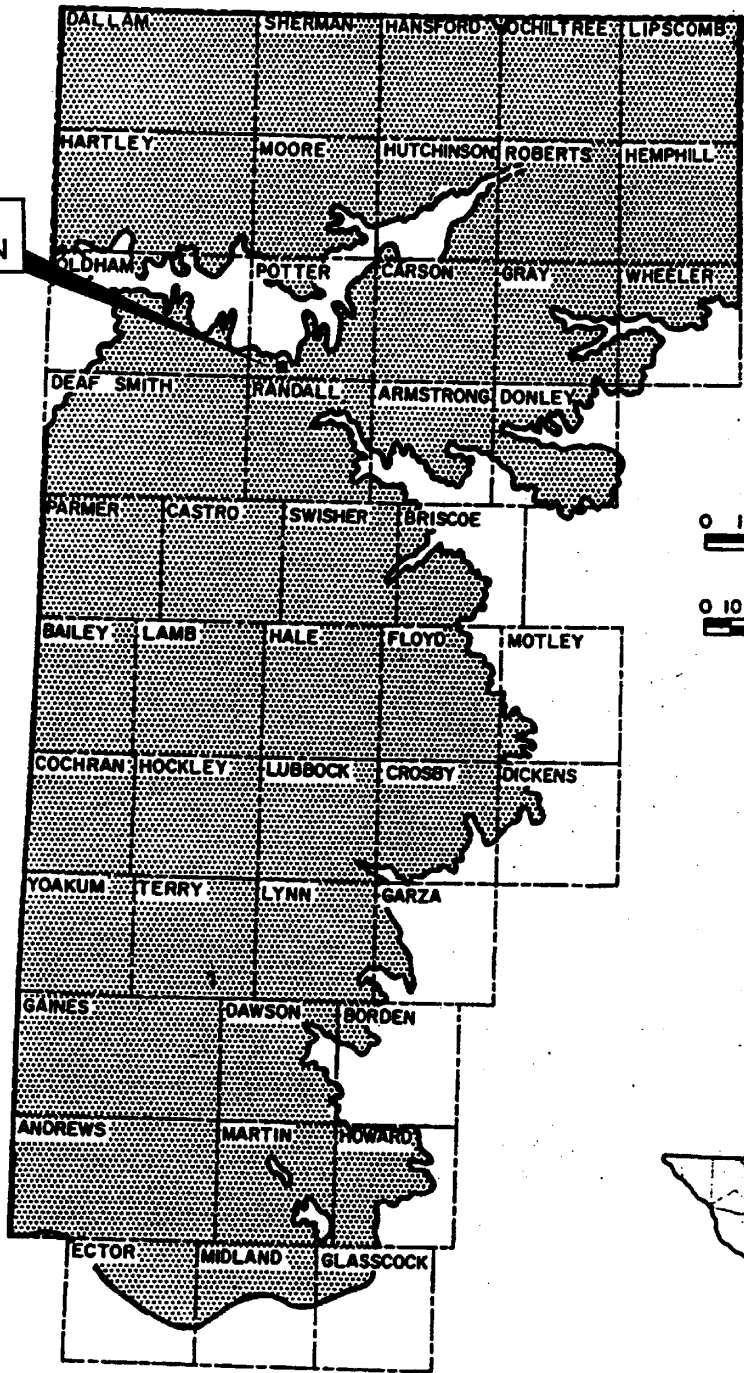 DALLAM SHERMAN HANSFORD OCHILTREE LIPSCOMB
HARTLEY MOORE HUTCHINSON ROBERTS HEMPHILL
N
OLDHAM POTTER CARSON GRAY WHEELER
DEAF SMITH RANDALL ARMSTRONG DONLEY
PARMER CASTRO SWISHER BRISCOE
0 1
0 10
BAILEY LAMB HALE FLOYD MOTLEY
COCHRAN HOCKLEY LUBBOCK CROSBY DICKENS
YOAKUM TERRY LYNN GARZA
GAINES DAWSON BORDEN
ANDREWS MARTIN HOWARD
ECTOR MIDLAND GLASSCOCK